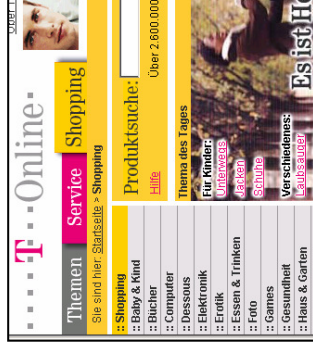 Über
· · · · T · · Online ·
Themen Service Shopping
Sie sind hier: Startseite > Shopping
:: Shopping
:: Baby & Kind
:: Bücher
:: Computer
:: Dessous
:: Elektronik
:: Erotik
:: Essen & Trinken
:: Foto
:: Games
:: Gesundheit
:: Haus & Garten
Produktsuche:
Hilfe
Über 2.600.000
Thema des Tages
Für Kinder:
Unterwegs
Jacken
Schuhe
Verschiedenes:
Laubsauger
Es ist He